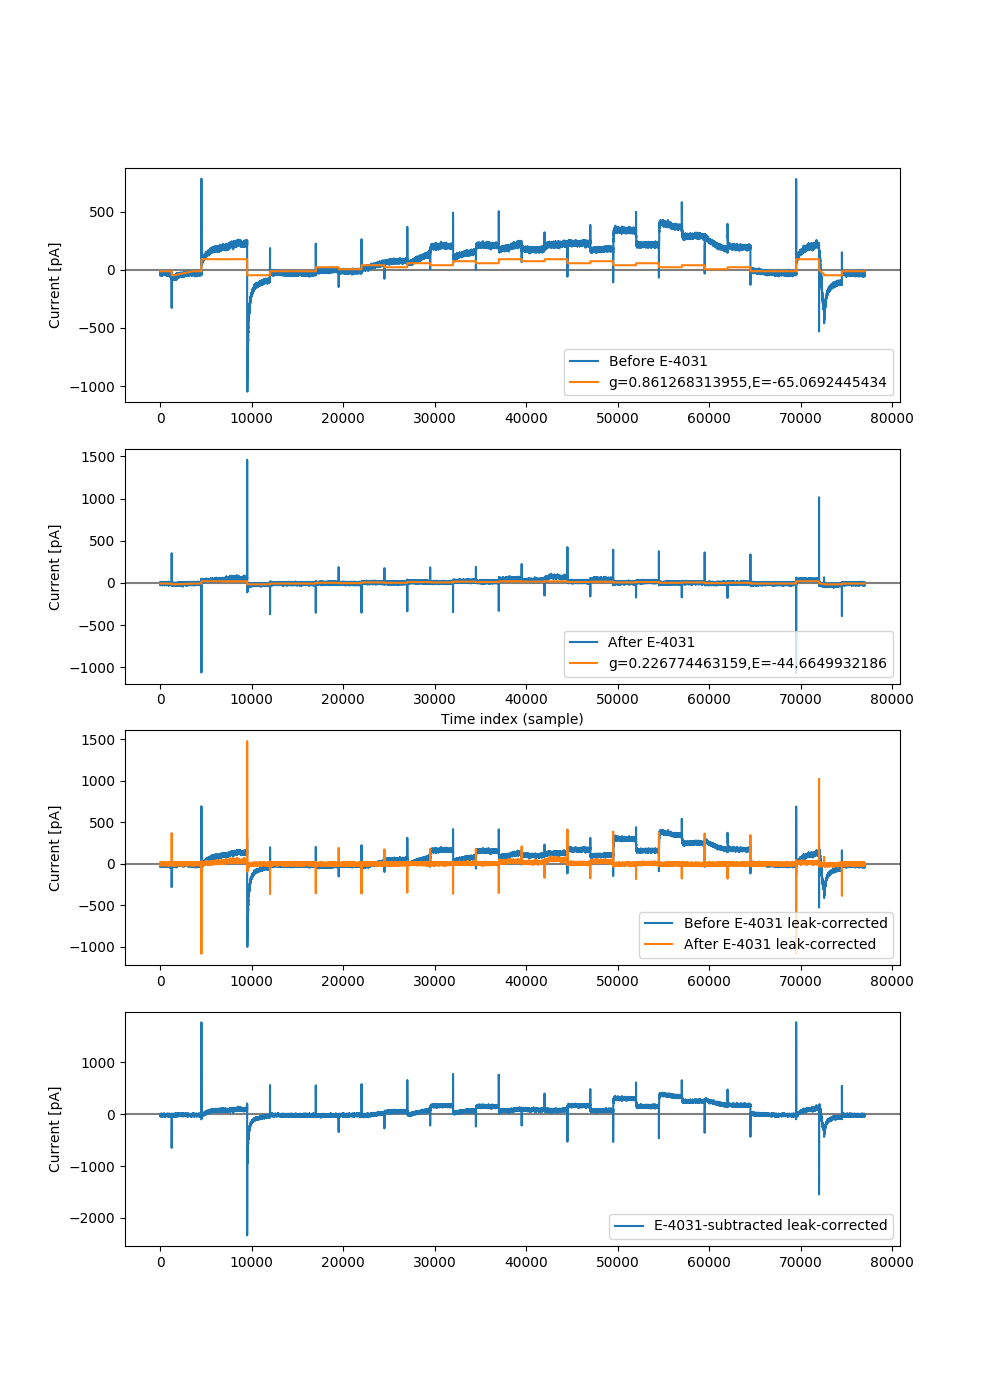 500
0
−500
−1000
Current [pA]
Before E-4031
g=0.861268313955,E=-65.0692445434
0 10000 20000 30000 40000 50000 60000 70000 80000
1500
1000
500
0
−500
−1000
Current [pA]
After E-4031
g=0.226774463159,E=-44.6649932186
0 10000 20000 30000 40000 50000 60000 70000 80000
Time index (sample)
1500
1000
500
0
−500
−1000
Current [pA]
Before E-4031 leak-corrected
After E-4031 leak-corrected
0 10000 20000 30000 40000 50000 60000 70000 80000
1000
0
−1000
−2000
Current [pA]
E-4031-subtracted leak-corrected
0 10000 20000 30000 40000 50000 60000 70000 80000